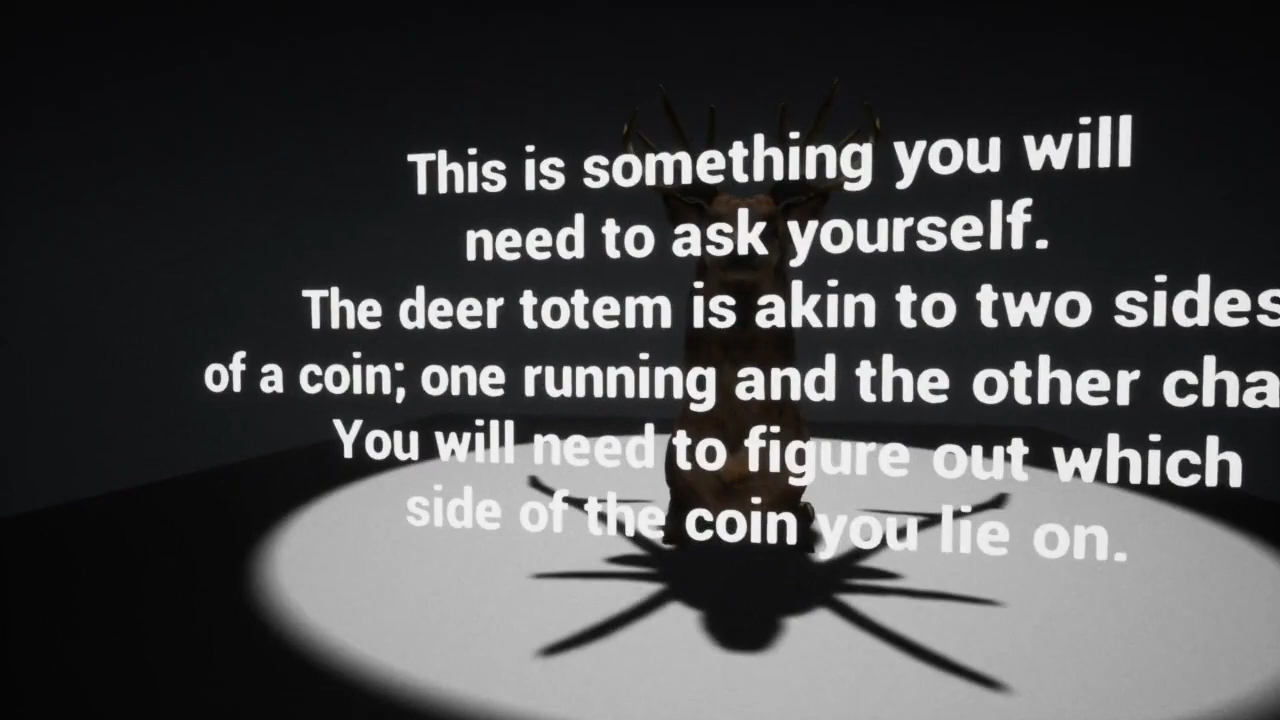 This is something you will
need to ask yourself.
The deer totem is akin to two sides
of a coin; one running and the other
You will need to figure out which
side of the coin you lie on.